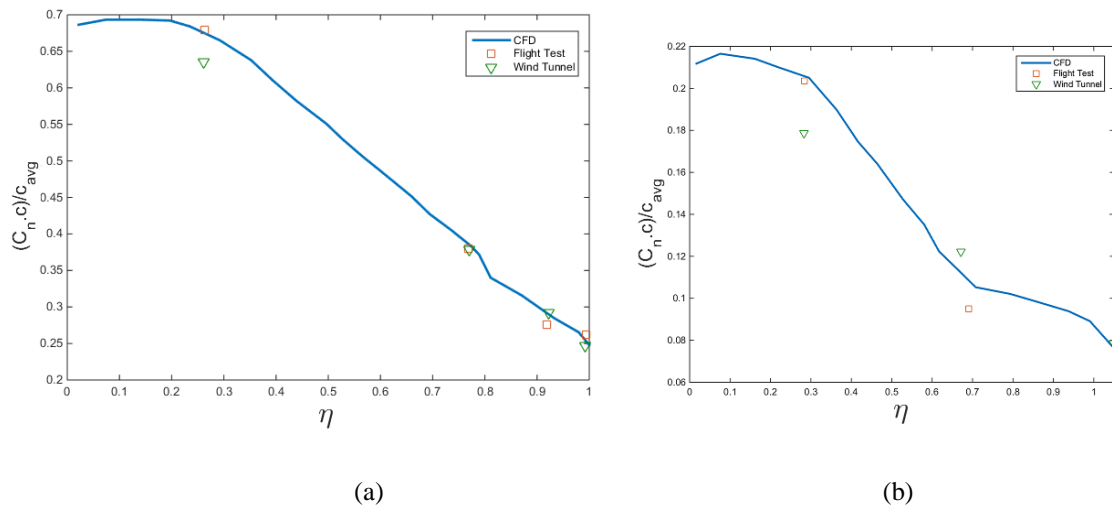 0.7
0.65
0.6
0.55
0.5
0.45
0.4
0.35
0.3
0.25
0.2
(C_n.c)/c_avg
0 0.1 0.2 0.3 0.4 0.5 0.6 0.7 0.8 0.9 1
η
CFD
Flight Test
Wind Tunnel
(a)
0.22
0.2
0.18
0.16
0.14
0.12
0.1
0.08
0.06
(C_n.c)/c_avg
0 0.1 0.2 0.3 0.4 0.5 0.6 0.7 0.8 0.9 1
η
CFD
Flight Test
Wind Tunnel
(b)